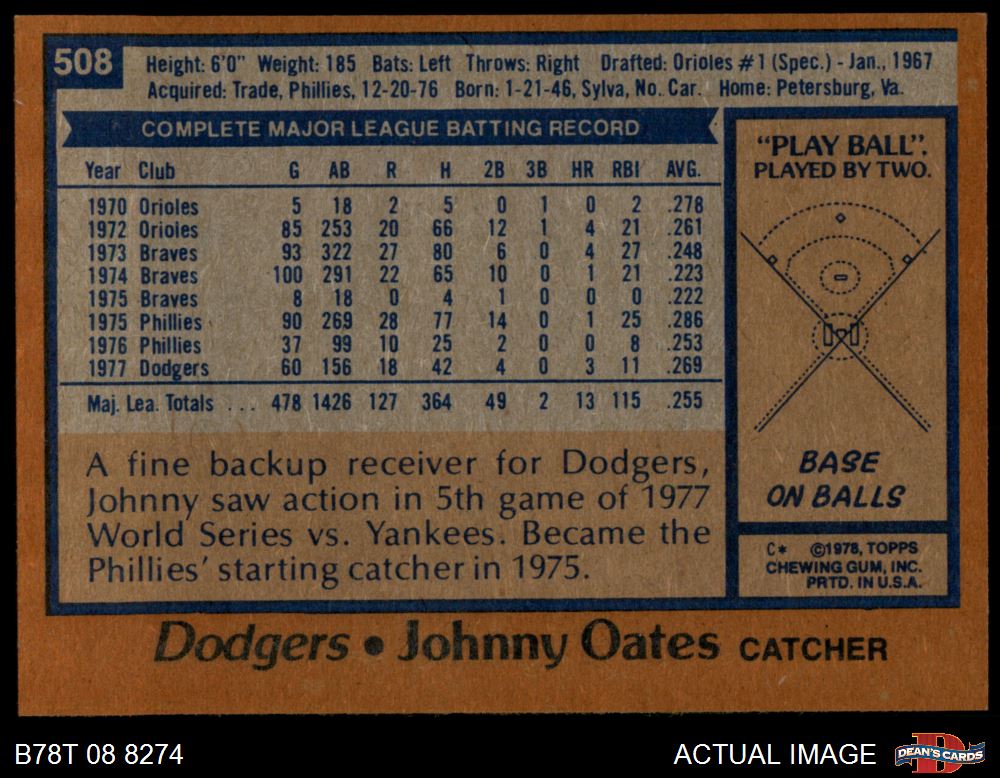 508
Height: 6'0" Weight: 185 Bats: Left Throws: Right Drafted: Orioles #1 (Spec.) - Jan., 1967
Acquired: Trade, Phillies, 12-20-76 Born: 1-21-46, Sylva, No. Car. Home: Petersburg, Va.
COMPLETE MAJOR LEAGUE BATTING RECORD
Year Club G AB R H 2B 3B HR RBI AVG.
1970 Orioles 5 18 2 5 0 1 0 2 .278
1972 Orioles 85 253 20 66 12 1 4 21 .261
1973 Braves 93 322 27 80 6 0 4 27 .248
1974 Braves 100 291 22 65 10 0 1 21 .223
1975 Braves 8 18 0 4 1 0 0 0 .222
1975 Phillies 90 269 28 77 14 0 1 25 .286
1976 Phillies 37 99 10 25 2 0 0 8 .253
1977 Dodgers 60 156 18 42 4 0 3 11 .269
Maj. Lea. Totals ... 478 1426 127 364 49 2 13 115 .255
A fine backup receiver for Dodgers,
Johnny saw action in 5th game of 1977
World Series vs. Yankees. Became the
Phillies' starting catcher in 1975.
"PLAY BALL".
PLAYED BY TWO.
BASE
ON BALLS
C* ©1978, TOPPS
CHEWING GUM, INC.
PRTD. IN U.S.A.
Dodgers • Johnny Oates CATCHER
B78T 08 8274
ACTUAL IMAGE
DEAN'S CARDS